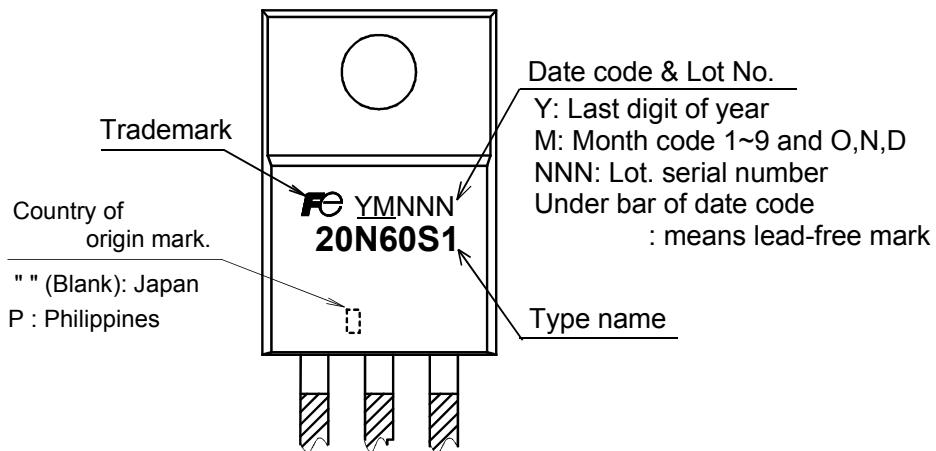 Date code & Lot No.
Y: Last digit of year
M: Month code 1~9 and O,N,D
NNN: Lot. serial number
Under bar of date code
: means lead-free mark
Trademark
Fe YMNNN
20N60S1
Country of
origin mark.
" " (Blank): Japan
P : Philippines
Type name